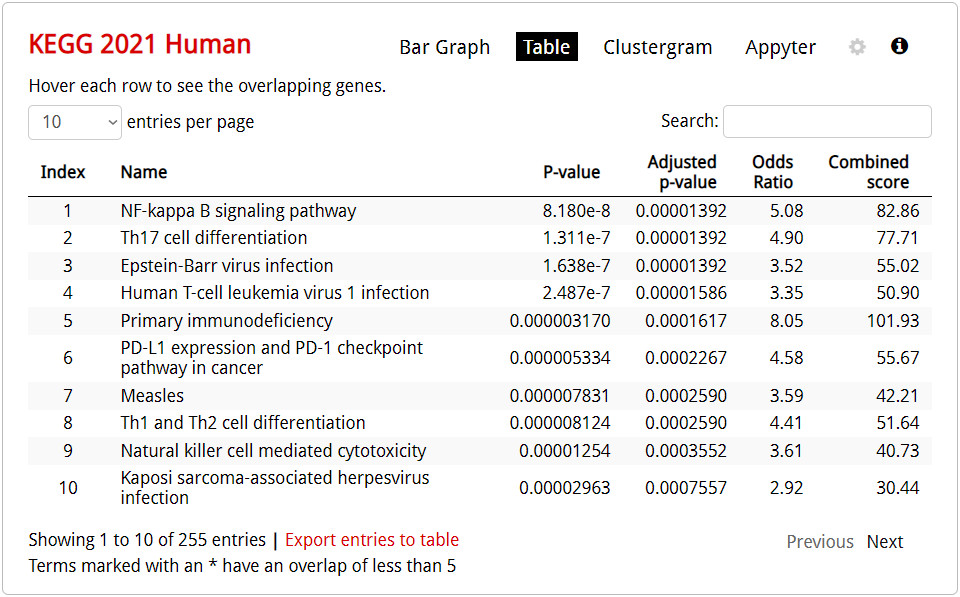 KEGG 2021 Human
Bar Graph Table Clustergram Appyter
Hover each row to see the overlapping genes.
10 entries per page Search:
Index Name P-value Adjusted p-value Odds Ratio Combined score
1 NF-kappa B signaling pathway 8.180e-8 0.00001392 5.08 82.86
2 Th17 cell differentiation 1.311e-7 0.00001392 4.90 77.71
3 Epstein-Barr virus infection 1.638e-7 0.00001392 3.52 55.02
4 Human T-cell leukemia virus 1 infection 2.487e-7 0.00001586 3.35 50.90
5 Primary immunodeficiency 0.000003170 0.0001617 8.05 101.93
6 PD-L1 expression and PD-1 checkpoint pathway in cancer 0.000005334 0.0002267 4.58 55.67
7 Measles 0.000007831 0.0002590 3.59 42.21
8 Th1 and Th2 cell differentiation 0.000008124 0.0002590 4.41 51.64
9 Natural killer cell mediated cytotoxicity 0.00001254 0.0003552 3.61 40.73
10 Kaposi sarcoma-associated herpesvirus infection 0.00002963 0.0007557 2.92 30.44
Showing 1 to 10 of 255 entries | Export entries to table Previous Next
Terms marked with an * have an overlap of less than 5